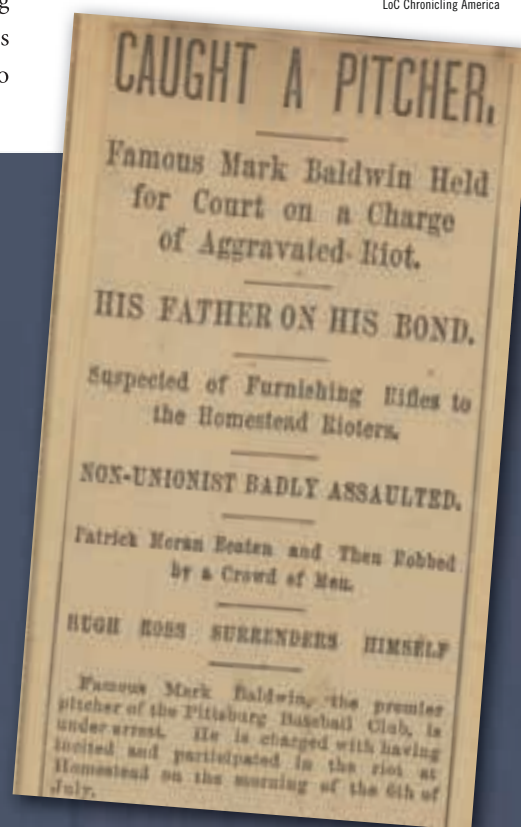 g
s
o
LoC Chronicling America
CAUGHT A PITCHER.
Famous Mark Baldwin Held
for Court on a Charge
of Aggravated Riot.
HIS FATHER ON HIS BOND.
Suspected of Furnishing Rifles to
the Homestead Rioters.
NON-UNIONIST BADLY ASSAULTED.
Patrick Moran Beaten and Then Robbed
by a Crowd of Men.
HUGH ROSS SURRENDERS HIMSELF
Famous Mark Baldwin, the premier
pitcher of the Pittsburg Baseball Club, is
under arrest. He is charged with having
incited and participated in the riot at
Homestead on the morning of the 6th of
July.